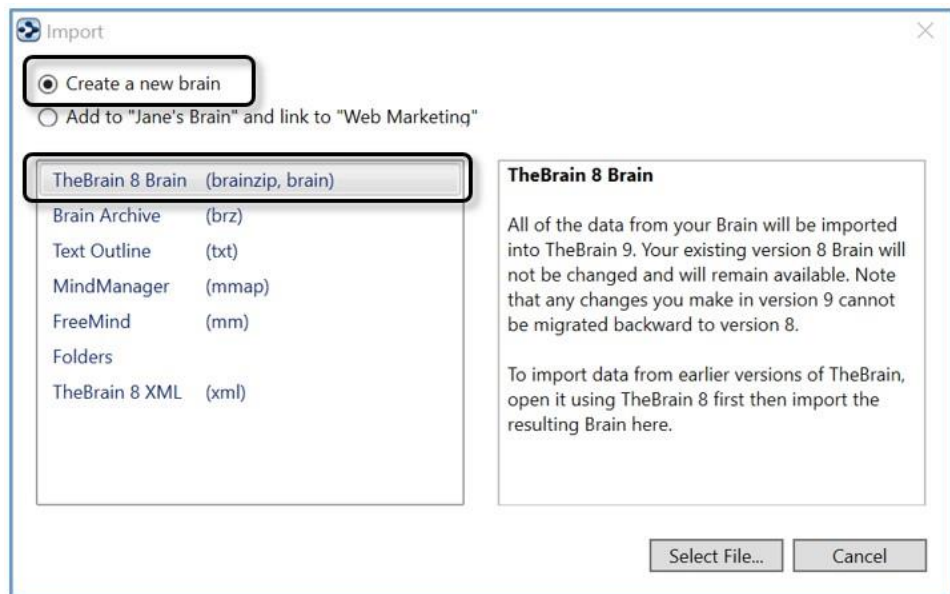 Import
Create a new brain
Add to "Jane's Brain" and link to "Web Marketing"
TheBrain 8 Brain (brainzip, brain)
Brain Archive (brz)
Text Outline (txt)
MindManager (mmap)
FreeMind (mm)
Folders
TheBrain 8 XML (xml)
TheBrain 8 Brain
All of the data from your Brain will be imported
into TheBrain 9. Your existing version 8 Brain will
not be changed and will remain available. Note
that any changes you make in version 9 cannot
be migrated backward to version 8.
To import data from earlier versions of TheBrain,
open it using TheBrain 8 first then import the
resulting Brain here.
Select File...
Cancel